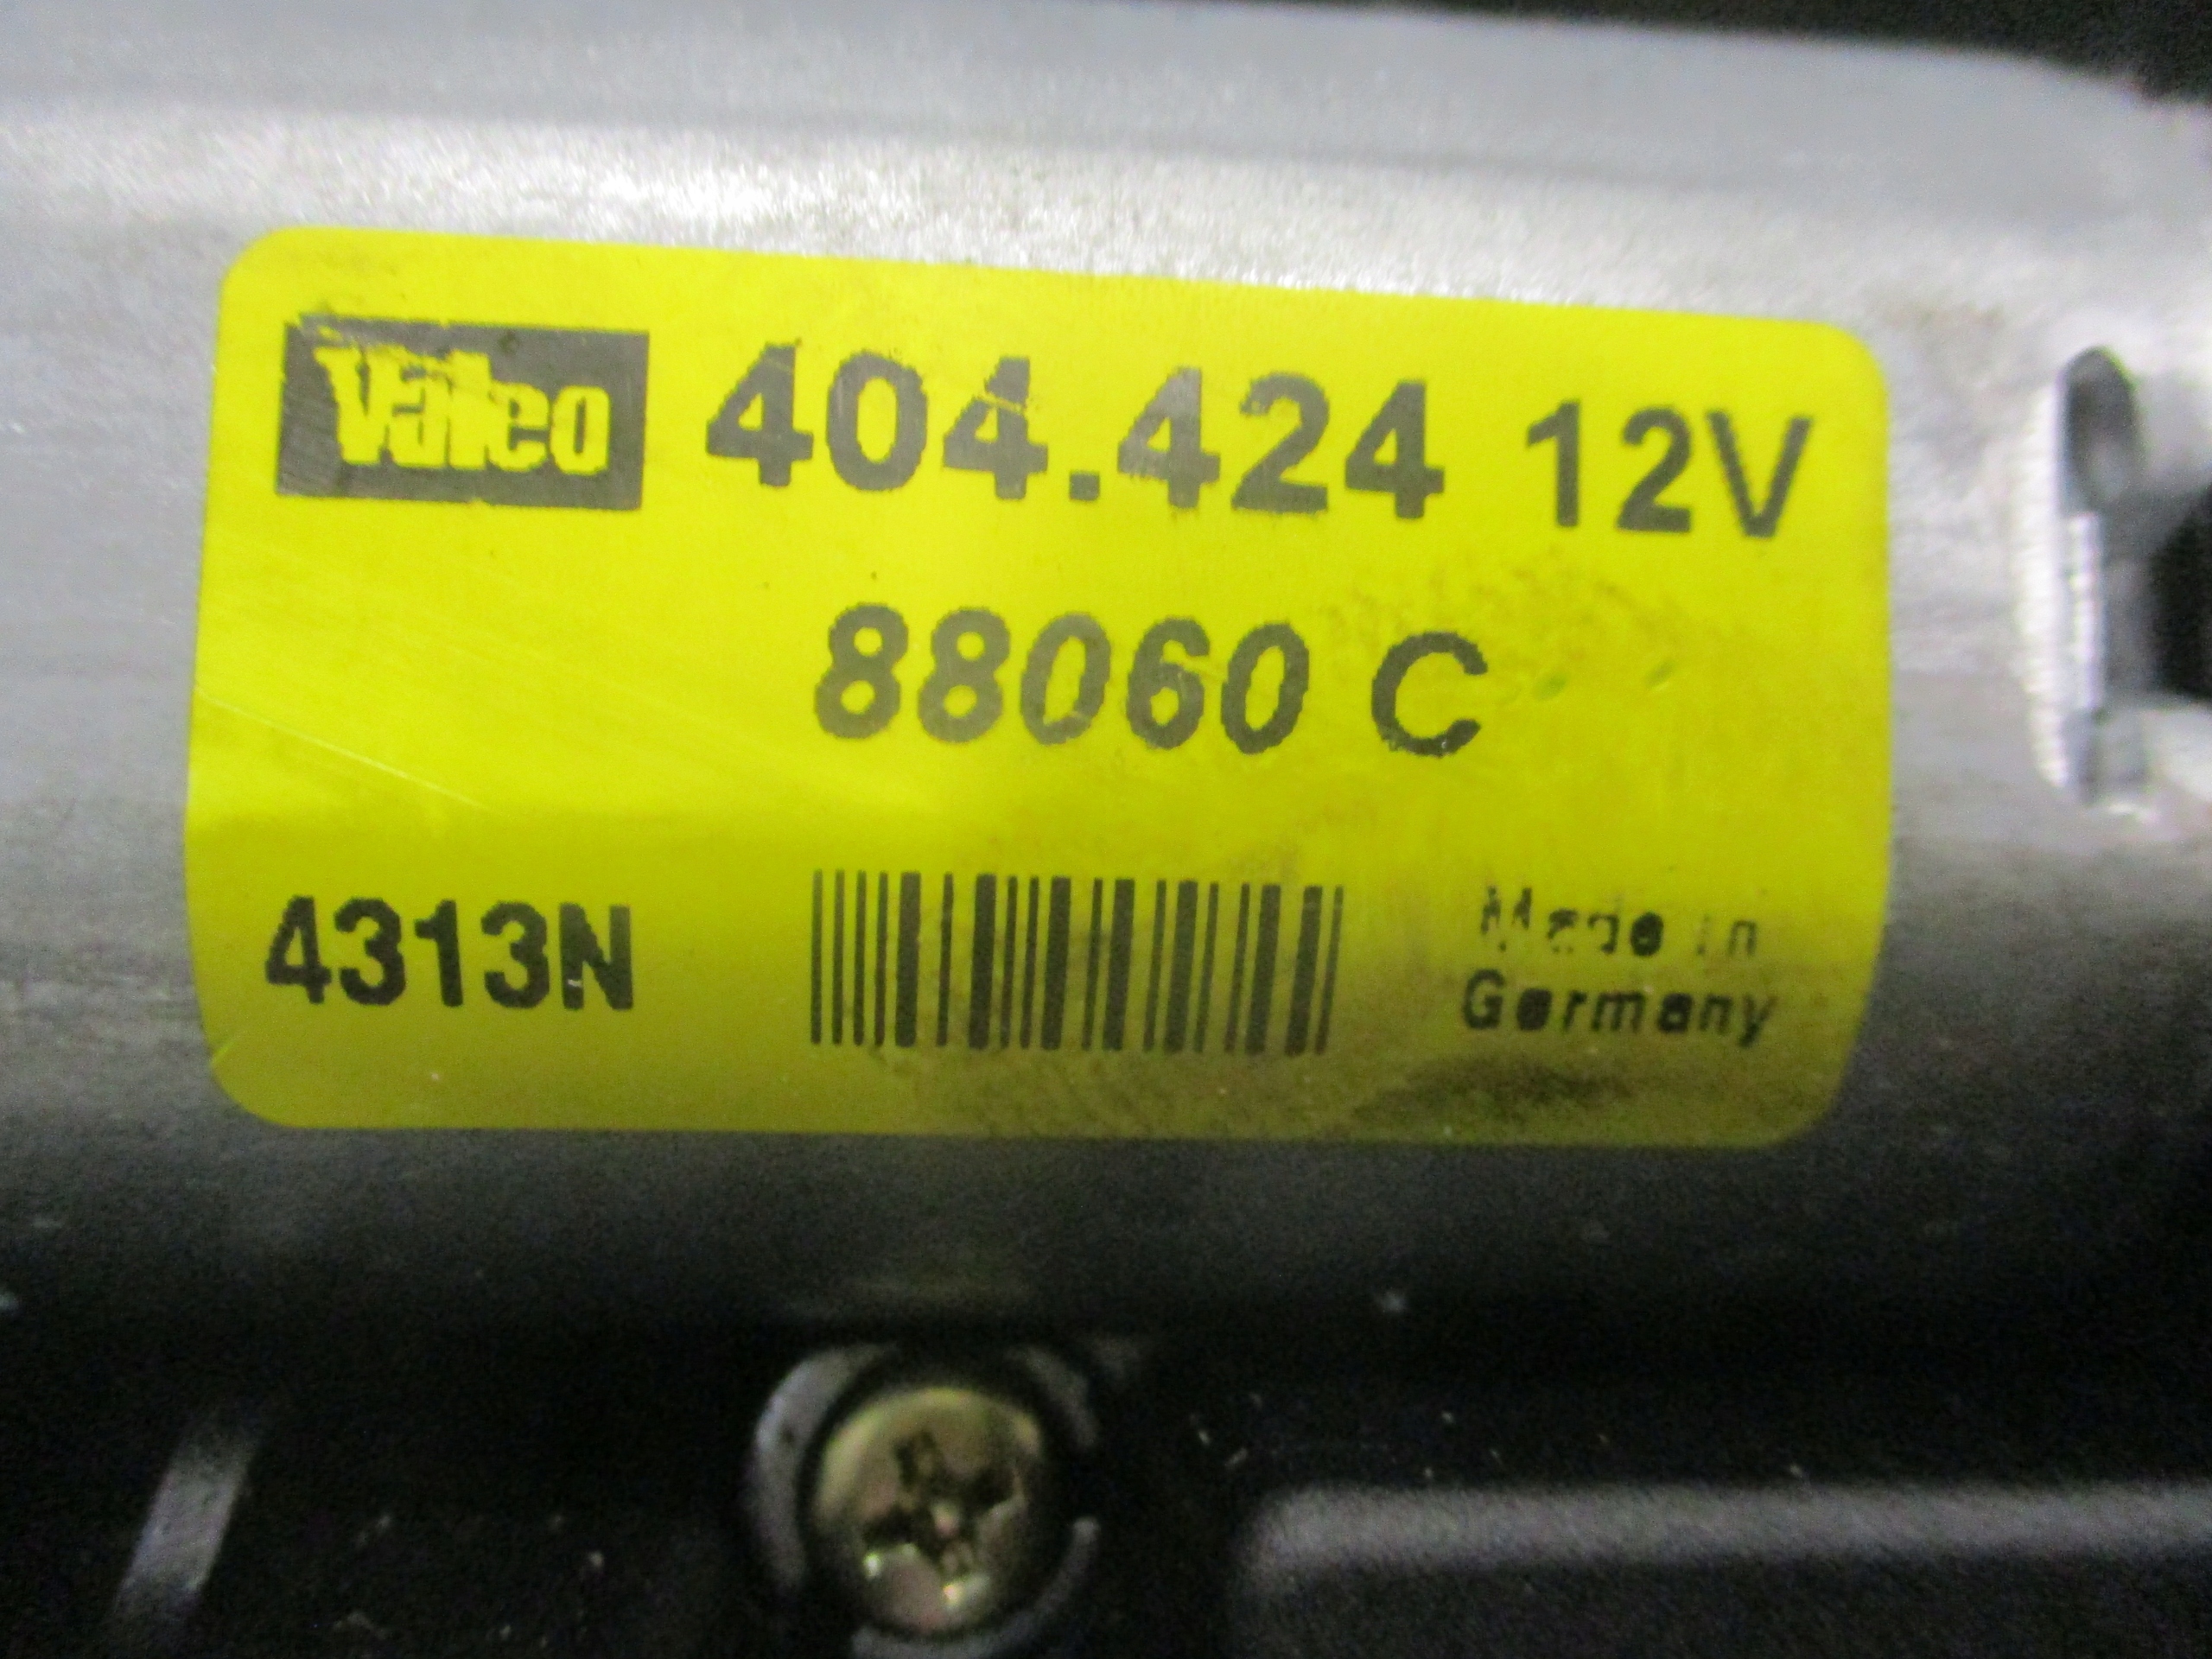 Valeo 404.424 12V
88060 C
4313N
Made in
Germany